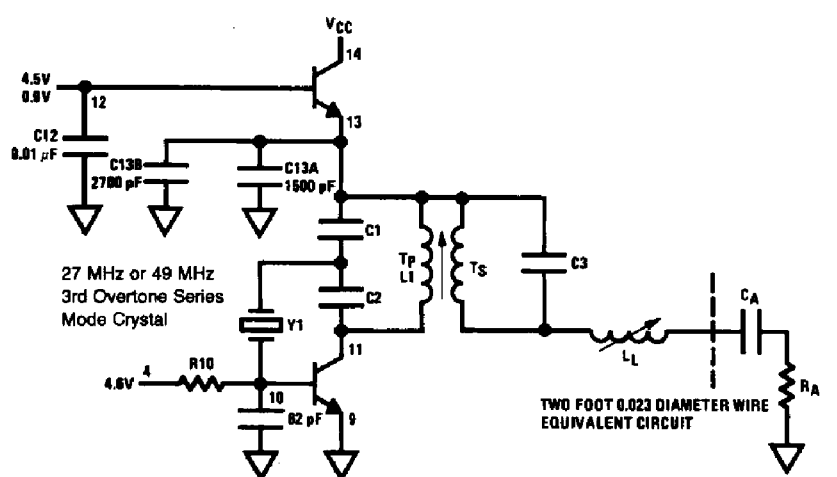 VCC
14
4.5V
0.9V
12
13
C12
0.01 µF
C13B
2700 pF
C13A
1500 pF
C1
TP
L1
TS
C3
27 MHz or 49 MHz
3rd Overtone Series
Mode Crystal
C2
CA
Y1
11
LL
4
R10
4.6V
RA
10
TWO FOOT 0.023 DIAMETER WIRE
EQUIVALENT CIRCUIT
62 pF
9